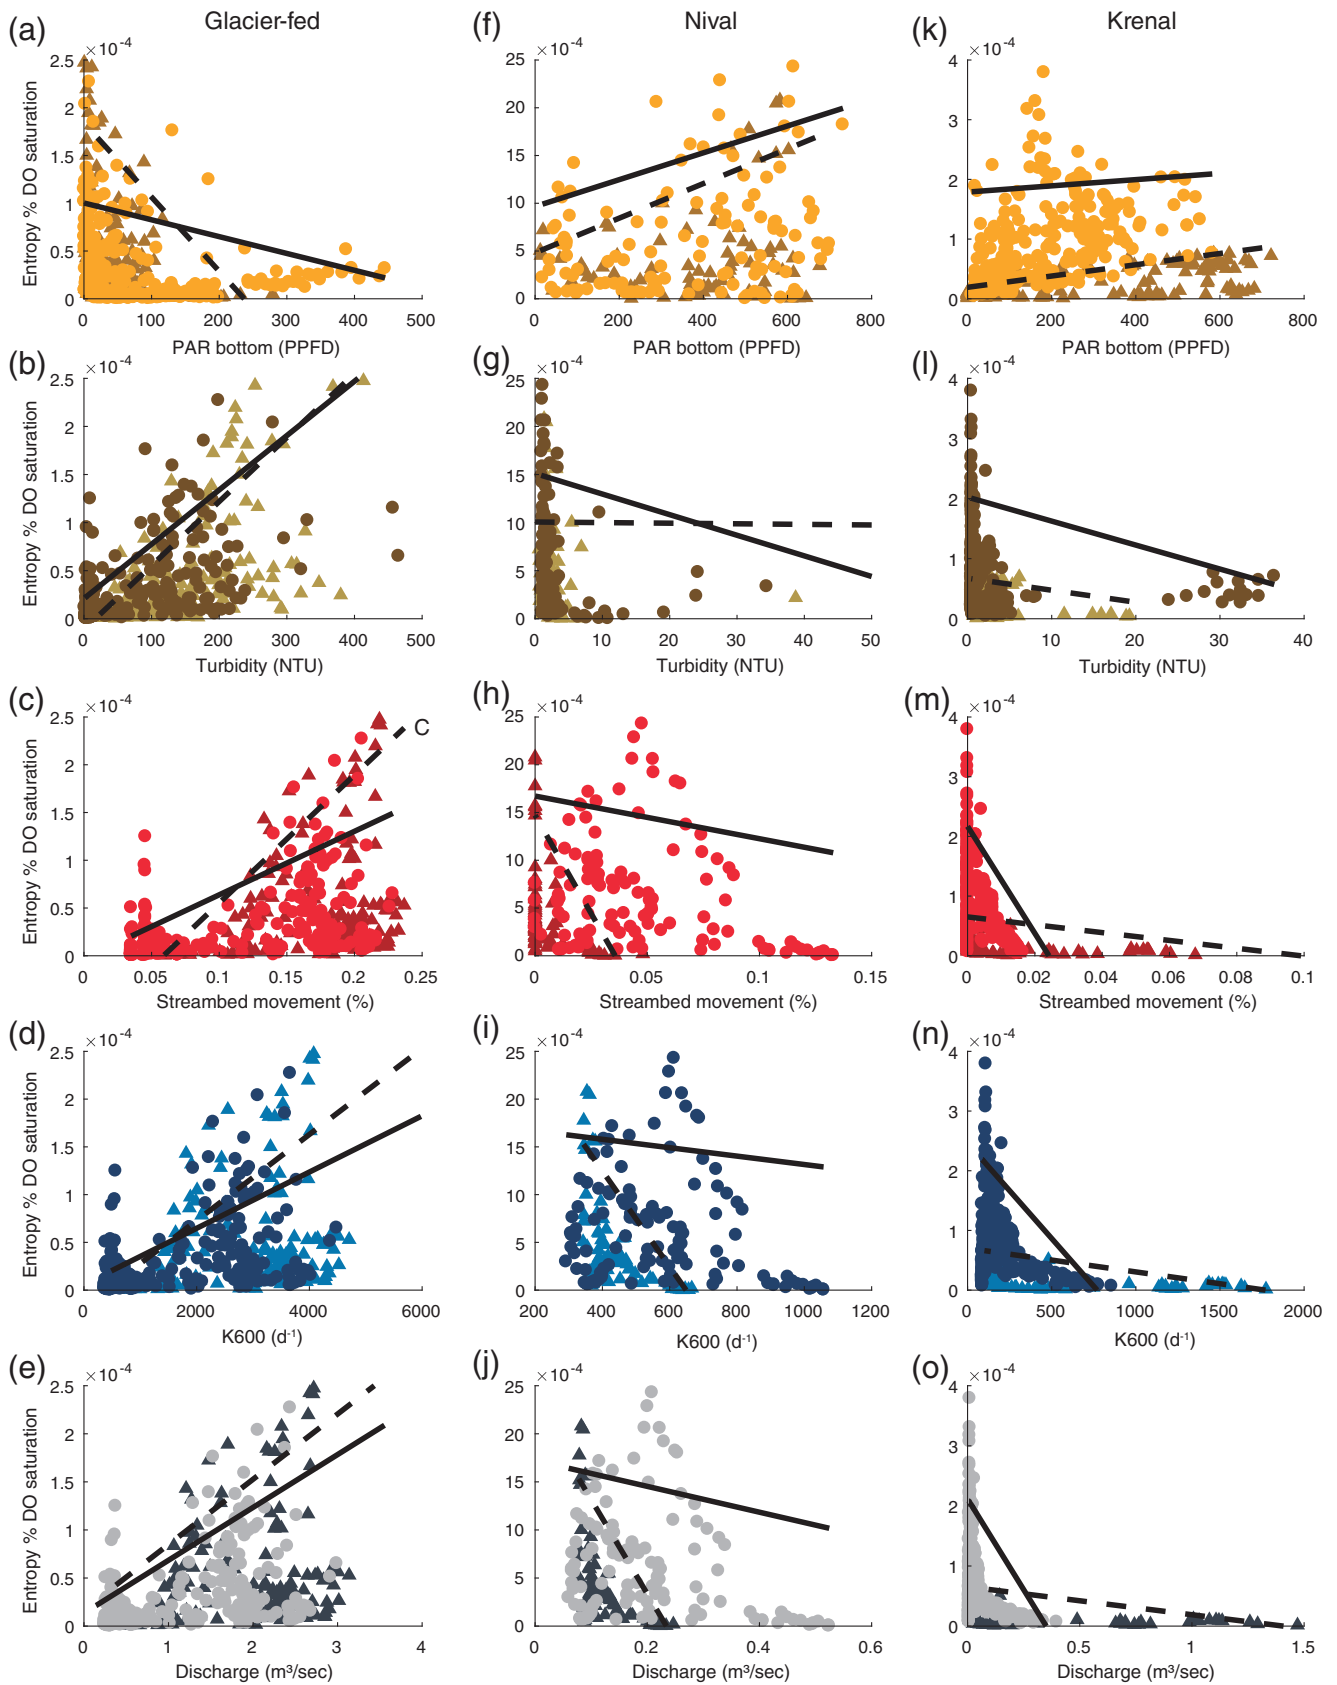 Glacier-fed
Nival
Krenal
(a)
×10⁻⁴
Entropy % DO saturation
2.5
2
1.5
1
0.5
0
0 100 200 300 400 500
PAR bottom (PPFD)
(f)
×10⁻⁴
25
20
15
10
5
0
0 200 400 600 800
PAR bottom (PPFD)
(k)
×10⁻⁴
4
3
2
1
0
0 200 400 600 800
PAR bottom (PPFD)
(b)
×10⁻⁴
Entropy % DO saturation
2.5
2
1.5
1
0.5
0
0 100 200 300 400 500
Turbidity (NTU)
(g)
×10⁻⁴
25
20
15
10
5
0
0 10 20 30 40 50
Turbidity (NTU)
(l)
×10⁻⁴
4
3
2
1
0
0 10 20 30 40
Turbidity (NTU)
(c)
×10⁻⁴
Entropy % DO saturation
2.5
2
1.5
1
0.5
0
C
0 0.05 0.1 0.15 0.2 0.25
Streambed movement (%)
(h)
×10⁻⁴
25
20
15
10
5
0
0 0.05 0.1 0.15
Streambed movement (%)
(m)
×10⁻⁴
4
3
2
1
0
0 0.02 0.04 0.06 0.08 0.1
Streambed movement (%)
(d)
×10⁻⁴
Entropy % DO saturation
2.5
2
1.5
1
0.5
0
0 2000 4000 6000
K600 (d⁻¹)
(i)
×10⁻⁴
25
20
15
10
5
0
200 400 600 800 1000 1200
K600 (d⁻¹)
(n)
×10⁻⁴
4
3
2
1
0
0 500 1000 1500 2000
K600 (d⁻¹)
(e)
×10⁻⁴
Entropy % DO saturation
2.5
2
1.5
1
0.5
0
0 1 2 3 4
Discharge (m³/sec)
(j)
×10⁻⁴
25
20
15
10
5
0
0 0.2 0.4 0.6
Discharge (m³/sec)
(o)
×10⁻⁴
4
3
2
1
0
0 0.5 1 1.5
Discharge (m³/sec)